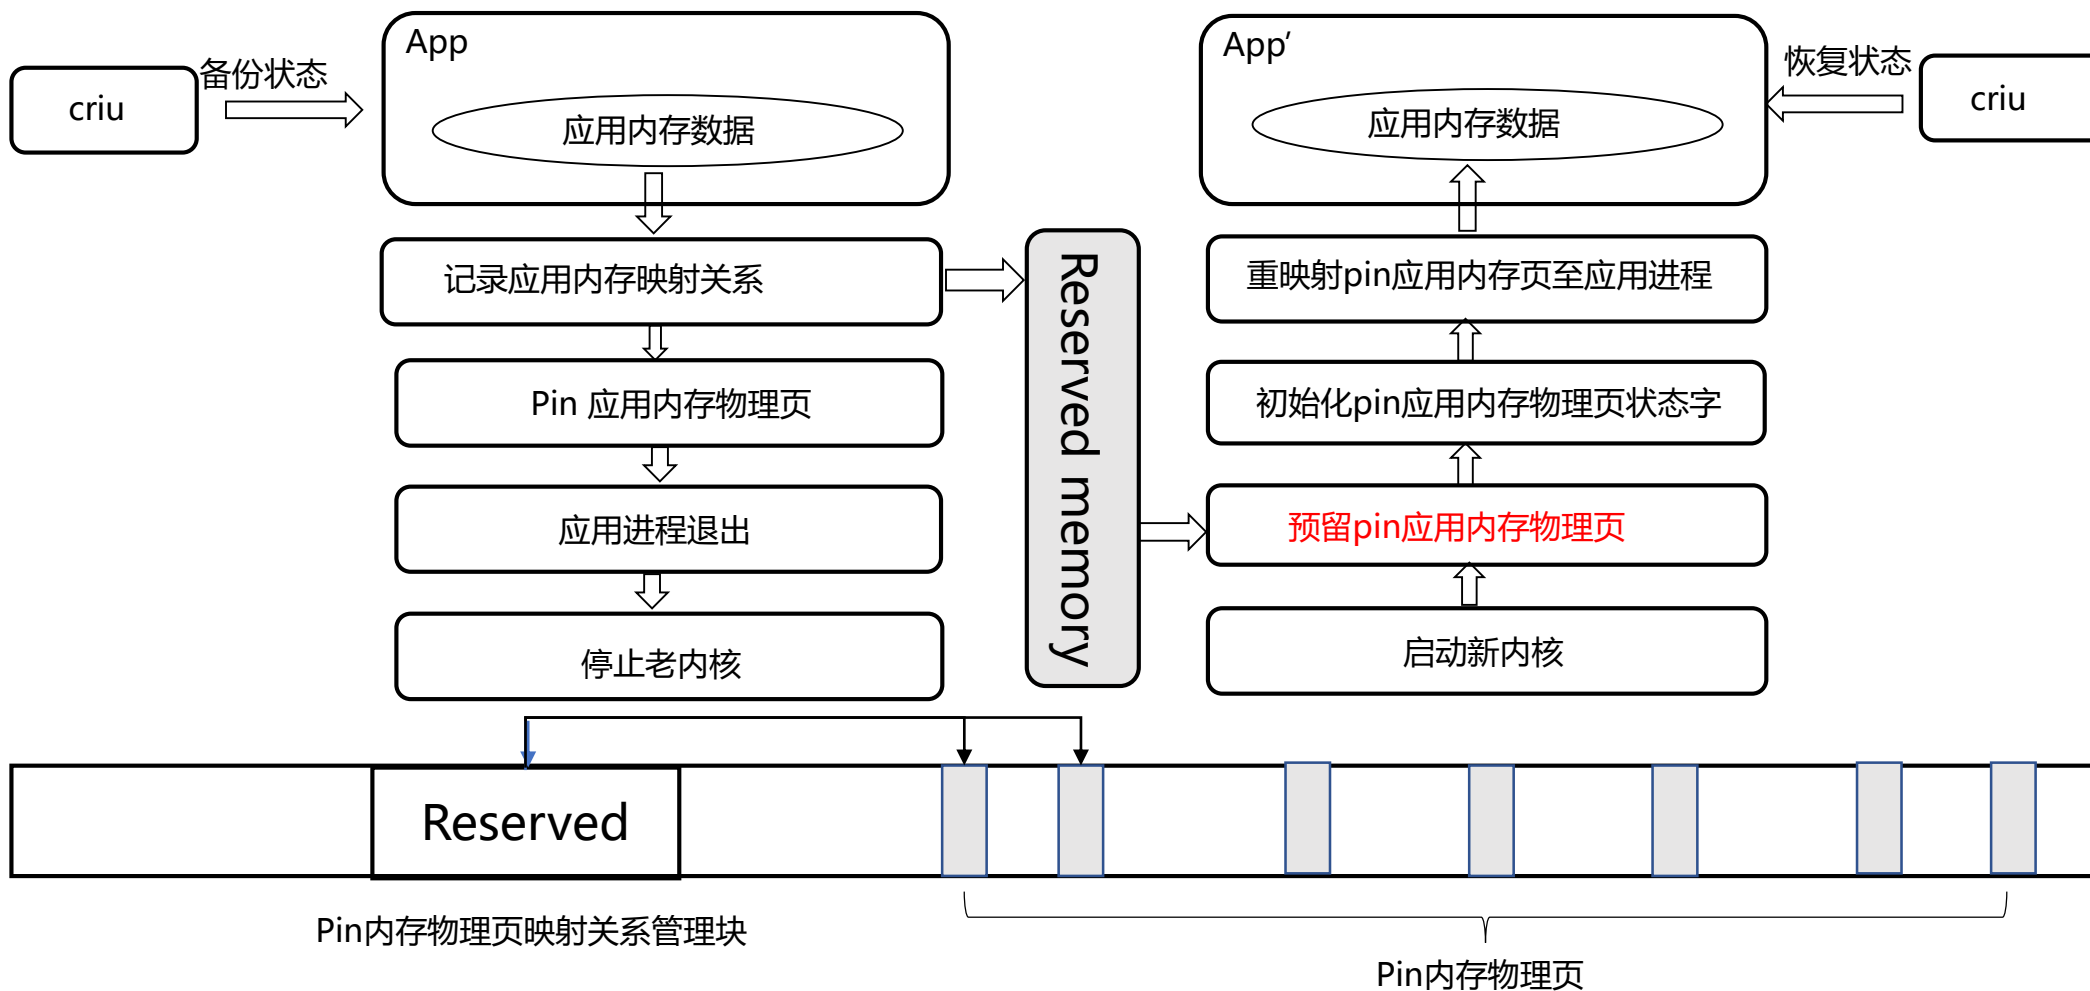 criu
备份状态
App
应用内存数据
记录应用内存映射关系
Pin 应用内存物理页
应用进程退出
停止老内核
Reserved memory
App’
应用内存数据
恢复状态
criu
重映射pin应用内存页至应用进程
初始化pin应用内存物理页状态字
预留pin应用内存物理页
启动新内核
Reserved
Pin内存物理页映射关系管理块
Pin内存物理页